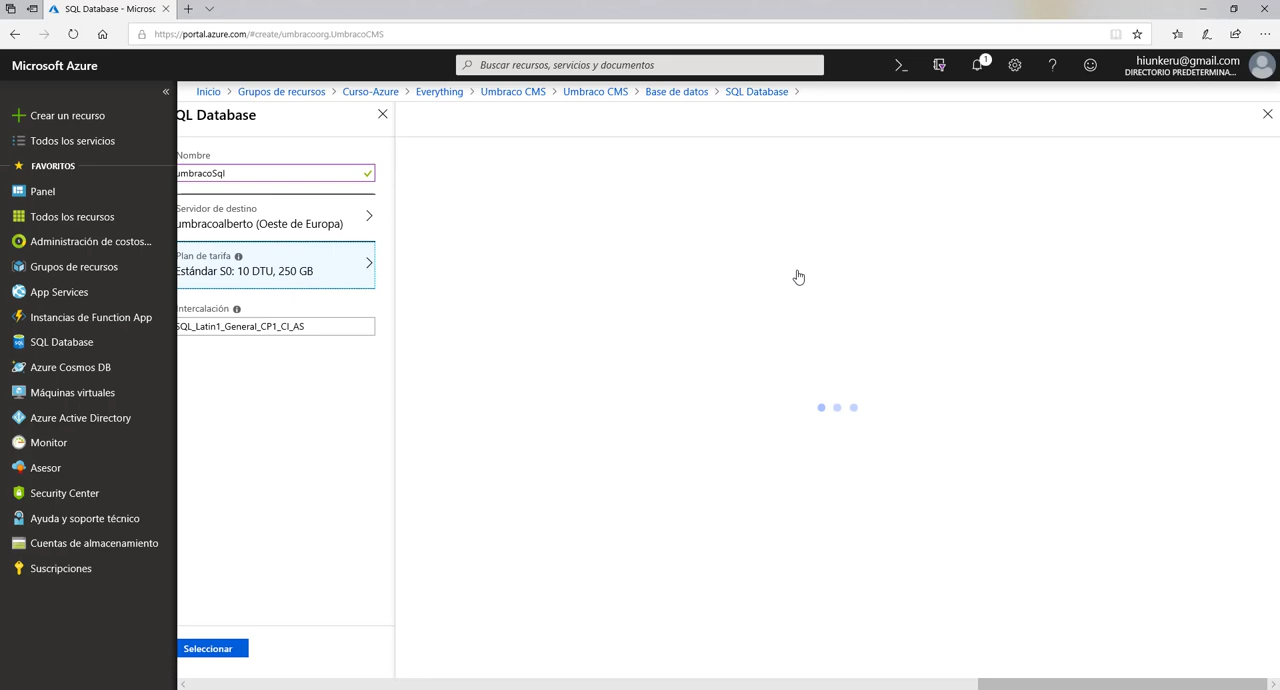 SQL Database - Microsc
https://portal.azure.com/#create/umbracoorg.UmbracoCMS
Microsoft Azure
Buscar recursos, servicios y documentos
1
hiunkeru@gmail.com
DIRECTORIO PREDETERMINA...
Inicio > Grupos de recursos > Curso-Azure > Everything > Umbraco CMS > Umbraco CMS > Base de datos > SQL Database >
Crear un recurso
Todos los servicios
FAVORITOS
Panel
Todos los recursos
Administración de costos...
Grupos de recursos
App Services
Instancias de Function App
SQL Database
Azure Cosmos DB
Máquinas virtuales
Azure Active Directory
Monitor
Asesor
Security Center
Ayuda y soporte técnico
Cuentas de almacenamiento
Suscripciones
QL Database
Nombre
umbracoSql
Servidor de destino
umbracoalberto (Oeste de Europa)
Plan de tarifa
Estándar S0: 10 DTU, 250 GB
Intercalación
SQL_Latin1_General_CP1_CI_AS
Seleccionar